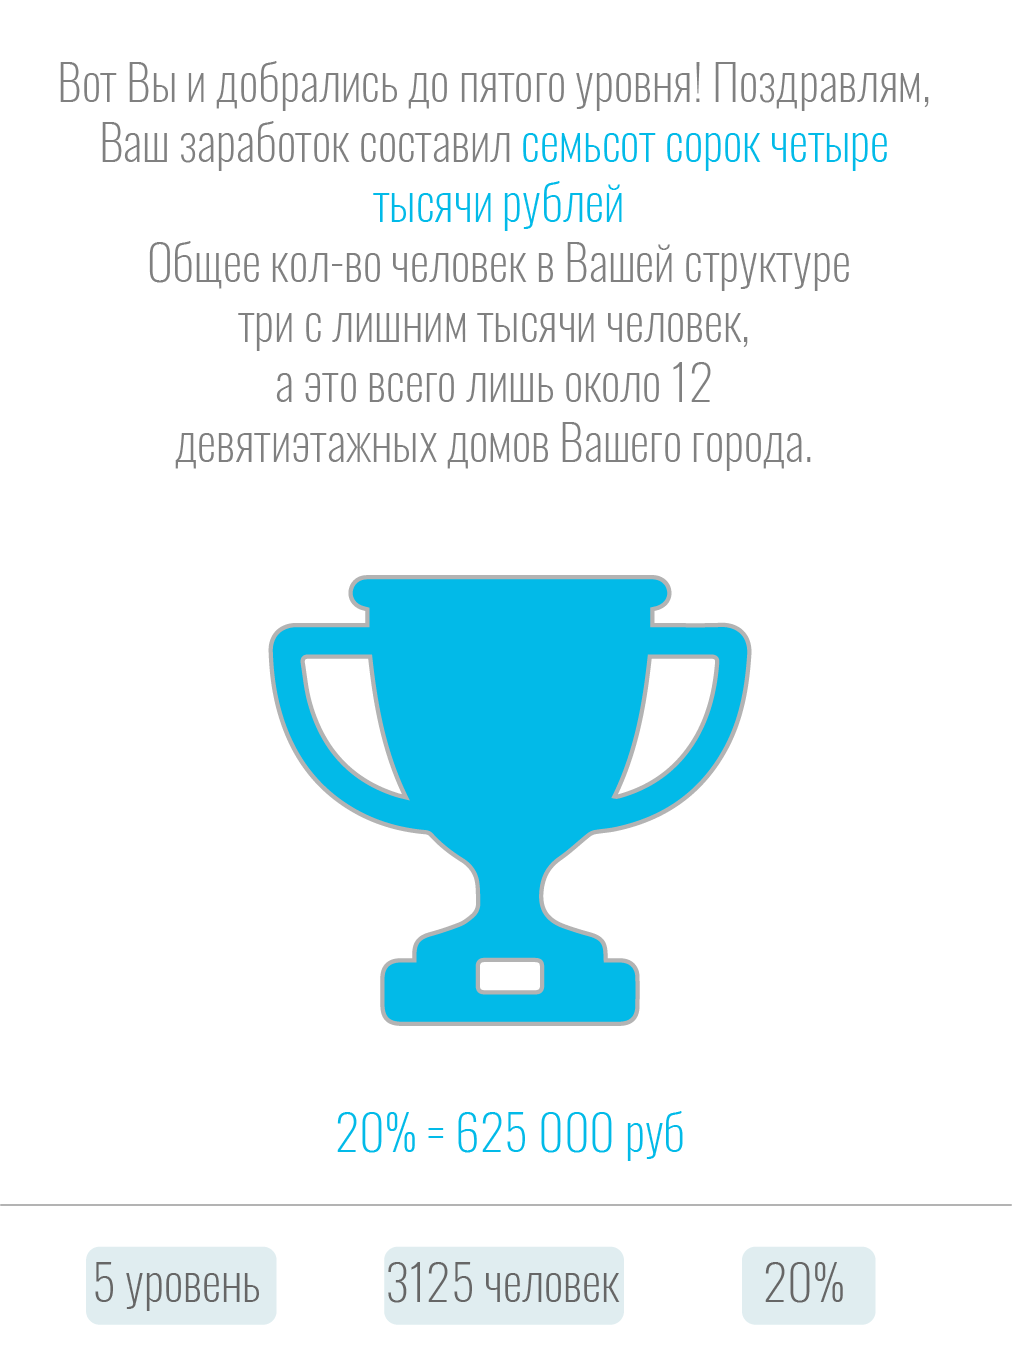 Вот Вы и добрались до пятого уровня! Поздравлям,
Ваш заработок составил семьсот сорок четыре
тысячи рублей
Общее кол-во человек в Вашей структуре
три с лишним тысячи человек,
а это всего лишь около 12
девятиэтажных домов Вашего города.
20% = 625 000 руб
5 уровень 3125 человек 20%